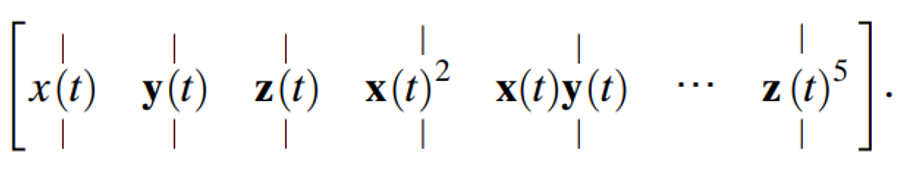 [x(t) y(t) z(t) x(t)² x(t)y(t) ⋯ z(t)⁵].